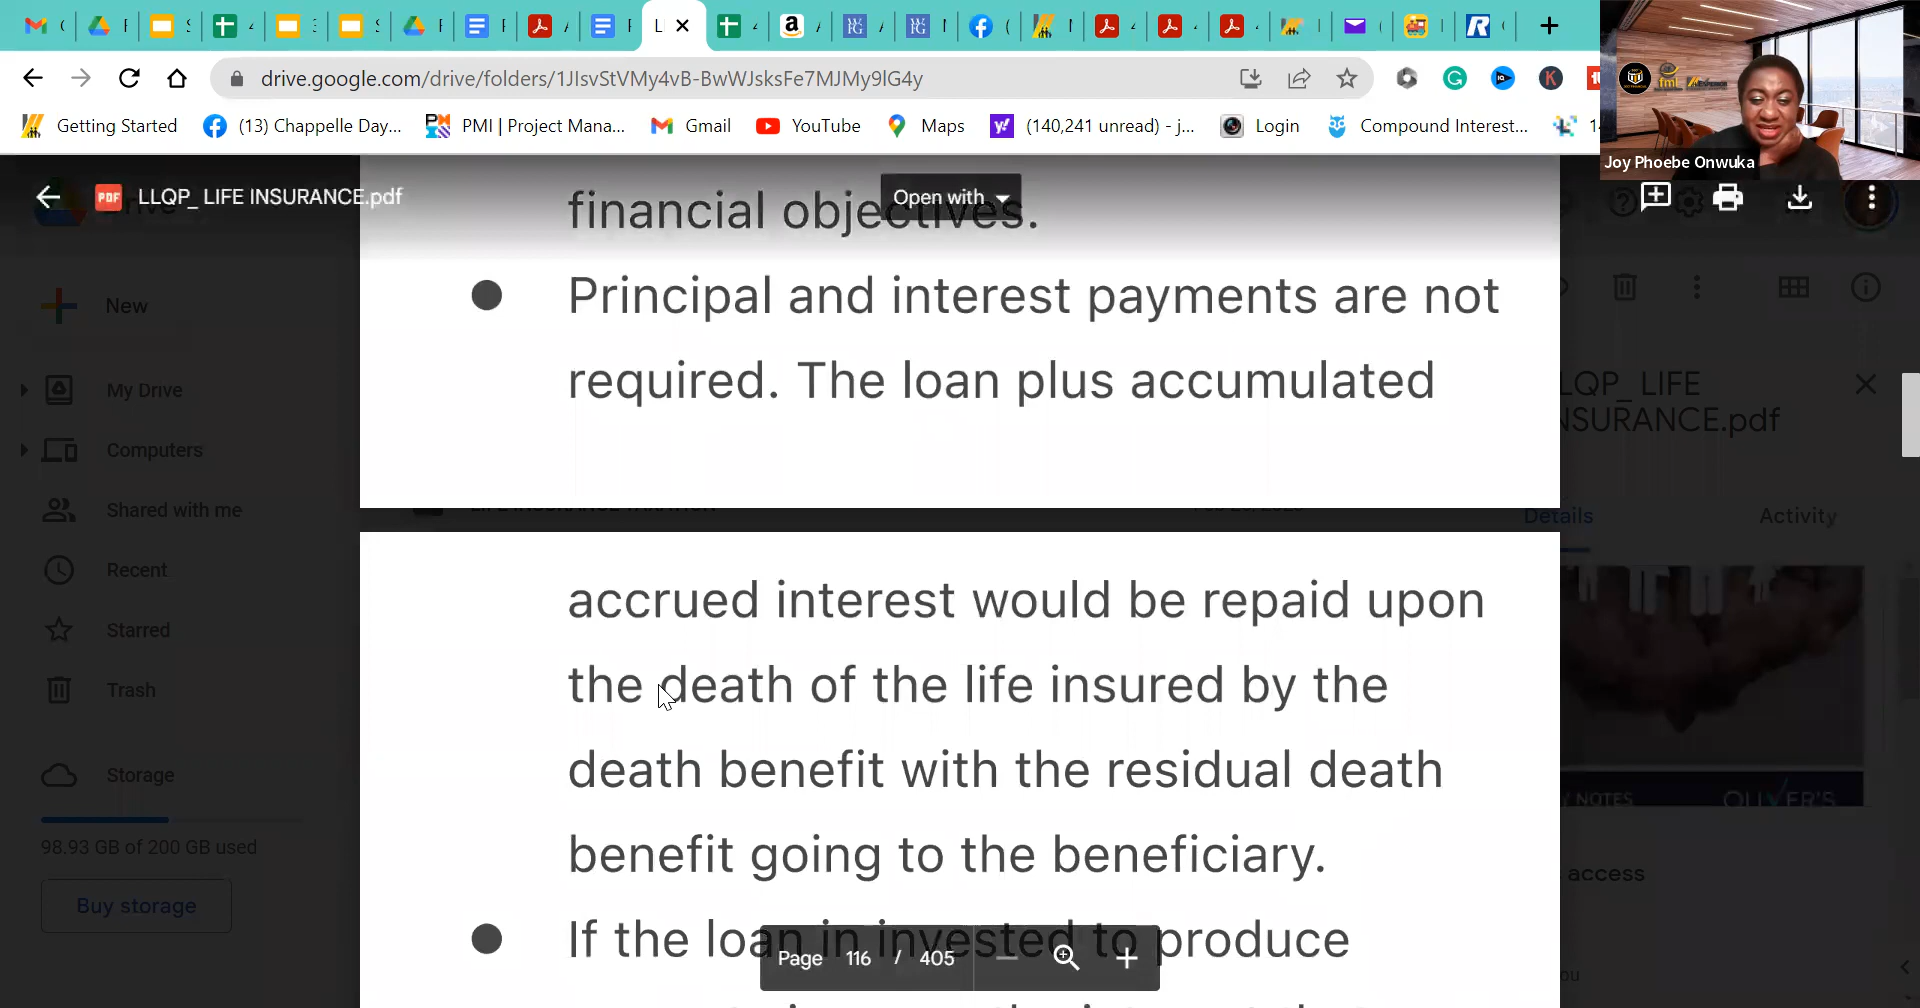 drive.google.com/drive/folders/1JIsvStVMy4vB-BwWJsksFe7MJMy9lG4y
Getting Started
(13) Chappelle Day...
PMI | Project Mana...
Gmail
YouTube
Maps
(140,241 unread) - j...
Login
Compound Interest...
Joy Phoebe Onwuka
PDF
LLQP_ LIFE INSURANCE.pdf
Open with
financial objectives.
● Principal and interest payments are not
required. The loan plus accumulated
accrued interest would be repaid upon
the death of the life insured by the
death benefit with the residual death
benefit going to the beneficiary.
● If the loan in invested to produce
Page 116 / 405
New
My Drive
Computers
Shared with me
Recent
Starred
Trash
Storage
98.93 GB of 200 GB used
Buy storage
LQP_ LIFE
NSURANCE.pdf
Details
Activity
NOTES
OLIVER'S
access